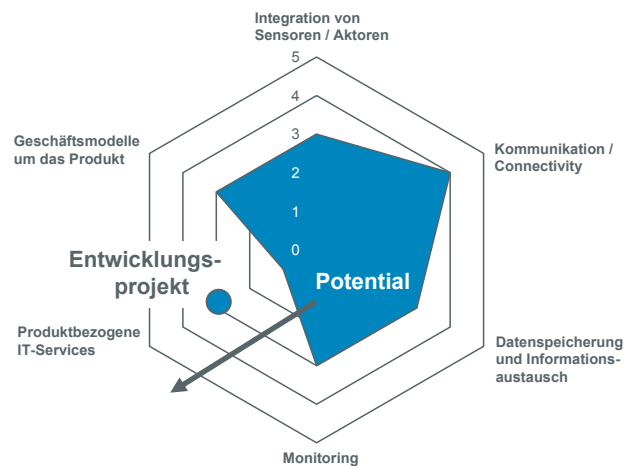 Integration von
Sensoren / Aktoren
5
4
3
2
1
0
Geschäftsmodelle
um das Produkt
Kommunikation /
Connectivity
Entwicklungs-
projekt
Potential
Produktbezogene
IT-Services
Datenspeicherung
und Informations-
austausch
Monitoring